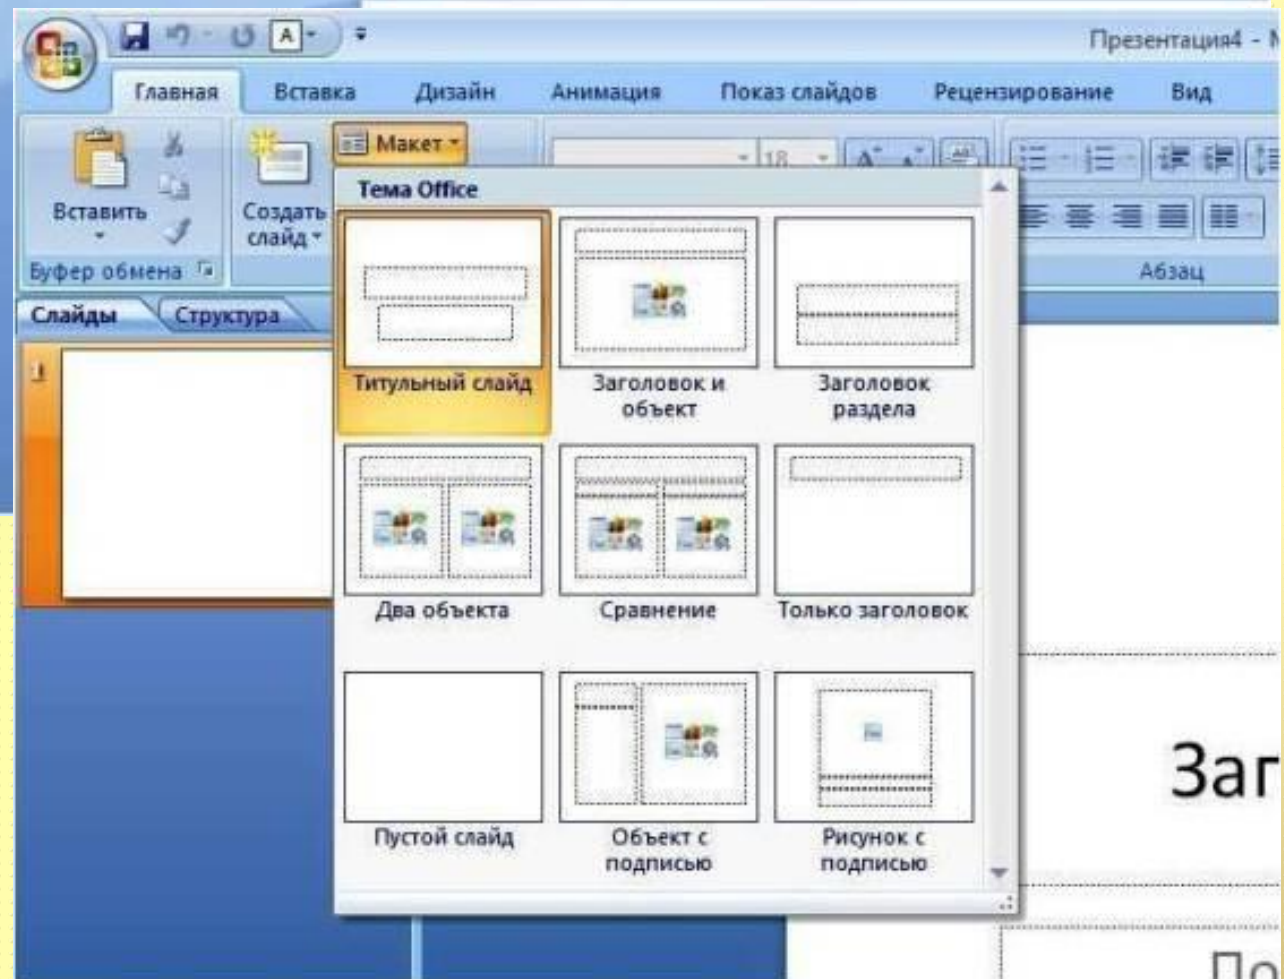 Презентация4 -
Главная Вставка Дизайн Анимация Показ слайдов Рецензирование Вид
Макет
18
Вставить
Создать
слайд
Буфер обмена
Абзац
Слайды Структура
1
Тема Office
Титульный слайд
Заголовок и
объект
Заголовок
раздела
Два объекта
Сравнение
Только заголовок
Пустой слайд
Объект с
подписью
Рисунок с
подписью
Заг
По